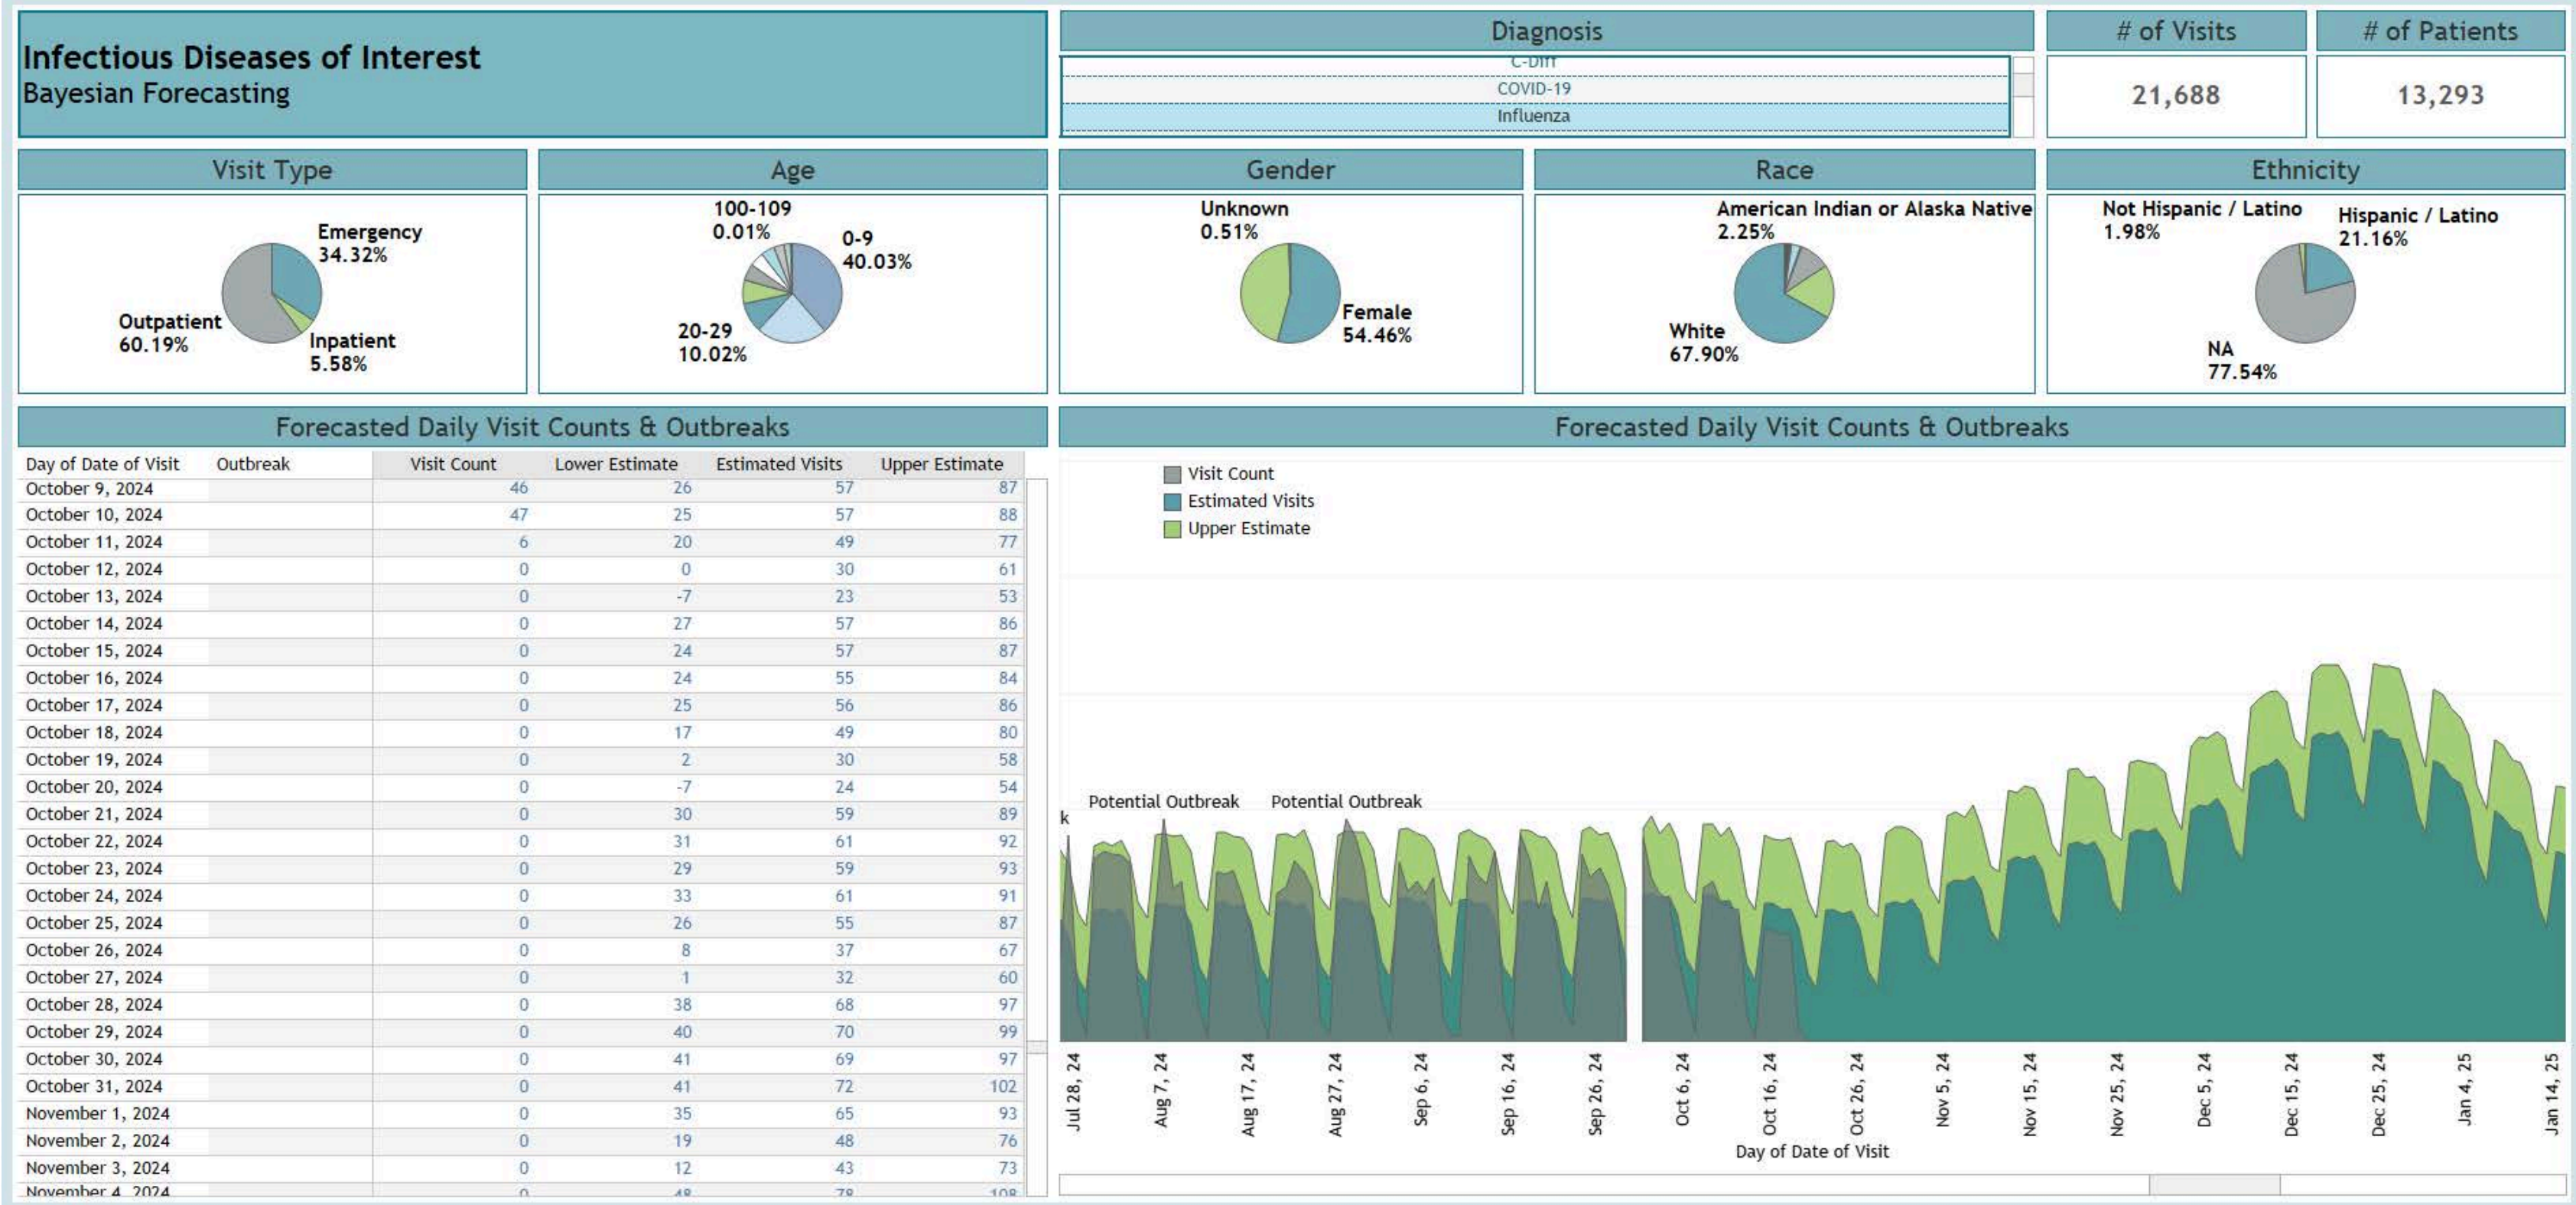 Infectious Diseases of Interest
Bayesian Forecasting
Diagnosis
C-Diff
COVID-19
Influenza
# of Visits
21,688
# of Patients
13,293
Visit Type
Emergency
34.32%
Outpatient
60.19%
Inpatient
5.58%
Age
100-109
0.01%
0-9
40.03%
20-29
10.02%
Gender
Unknown
0.51%
Female
54.46%
Race
American Indian or Alaska Native
2.25%
White
67.90%
Ethnicity
Not Hispanic / Latino
1.98%
Hispanic / Latino
21.16%
NA
77.54%
Forecasted Daily Visit Counts & Outbreaks
Day of Date of Visit Outbreak Visit Count Lower Estimate Estimated Visits Upper Estimate
October 9, 2024 46 26 57 87
October 10, 2024 47 25 57 88
October 11, 2024 6 20 49 77
October 12, 2024 0 0 30 61
October 13, 2024 0 -7 23 53
October 14, 2024 0 27 57 86
October 15, 2024 0 24 57 87
October 16, 2024 0 24 55 84
October 17, 2024 0 25 56 86
October 18, 2024 0 17 49 80
October 19, 2024 0 2 30 58
October 20, 2024 0 -7 24 54
October 21, 2024 0 30 59 89
October 22, 2024 0 31 61 92
October 23, 2024 0 29 59 93
October 24, 2024 0 33 61 91
October 25, 2024 0 26 55 87
October 26, 2024 0 8 37 67
October 27, 2024 0 1 32 60
October 28, 2024 0 38 68 97
October 29, 2024 0 40 70 99
October 30, 2024 0 41 69 97
October 31, 2024 0 41 72 102
November 1, 2024 0 35 65 93
November 2, 2024 0 19 48 76
November 3, 2024 0 12 43 73
November 4, 2024 0 48 78 108
Forecasted Daily Visit Counts & Outbreaks
Visit Count
Estimated Visits
Upper Estimate
k
Potential Outbreak
Potential Outbreak
Jul 28, 24
Aug 7, 24
Aug 17, 24
Aug 27, 24
Sep 6, 24
Sep 16, 24
Sep 26, 24
Oct 6, 24
Oct 16, 24
Oct 26, 24
Nov 5, 24
Nov 15, 24
Nov 25, 24
Dec 5, 24
Dec 15, 24
Dec 25, 24
Jan 4, 25
Jan 14, 25
Day of Date of Visit